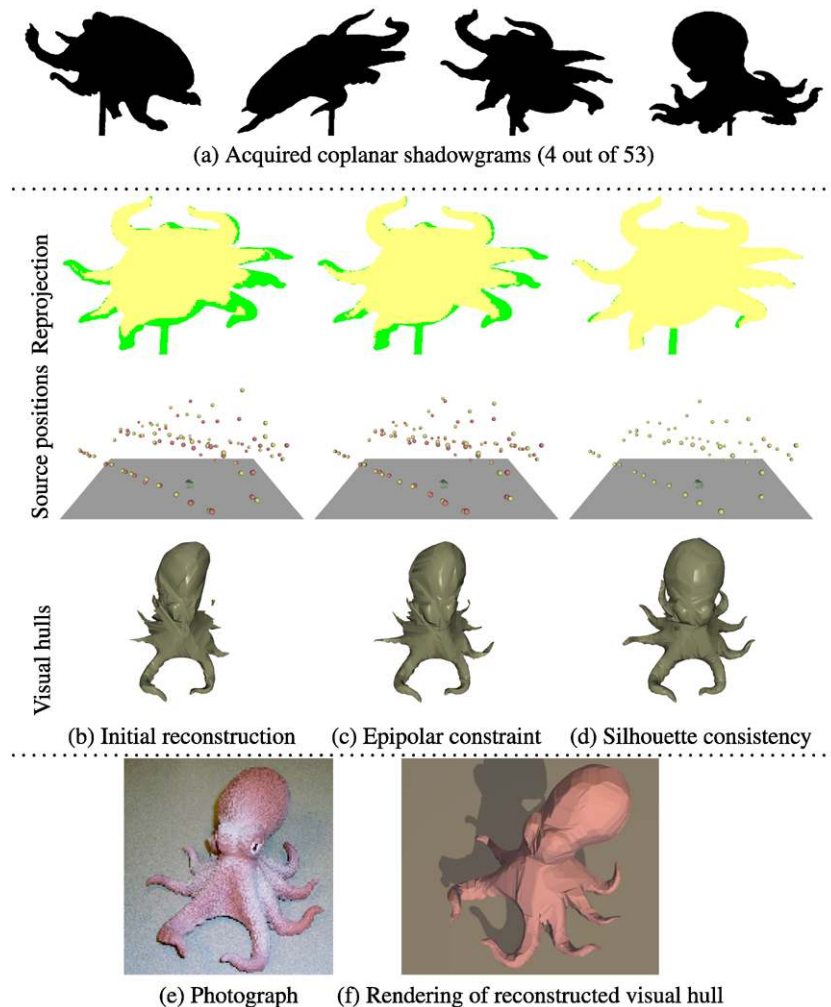 (a) Acquired coplanar shadowgrams (4 out of 53)
Reprojection
Source positions
Visual hulls
(b) Initial reconstruction
(c) Epipolar constraint
(d) Silhouette consistency
(e) Photograph
(f) Rendering of reconstructed visual hull